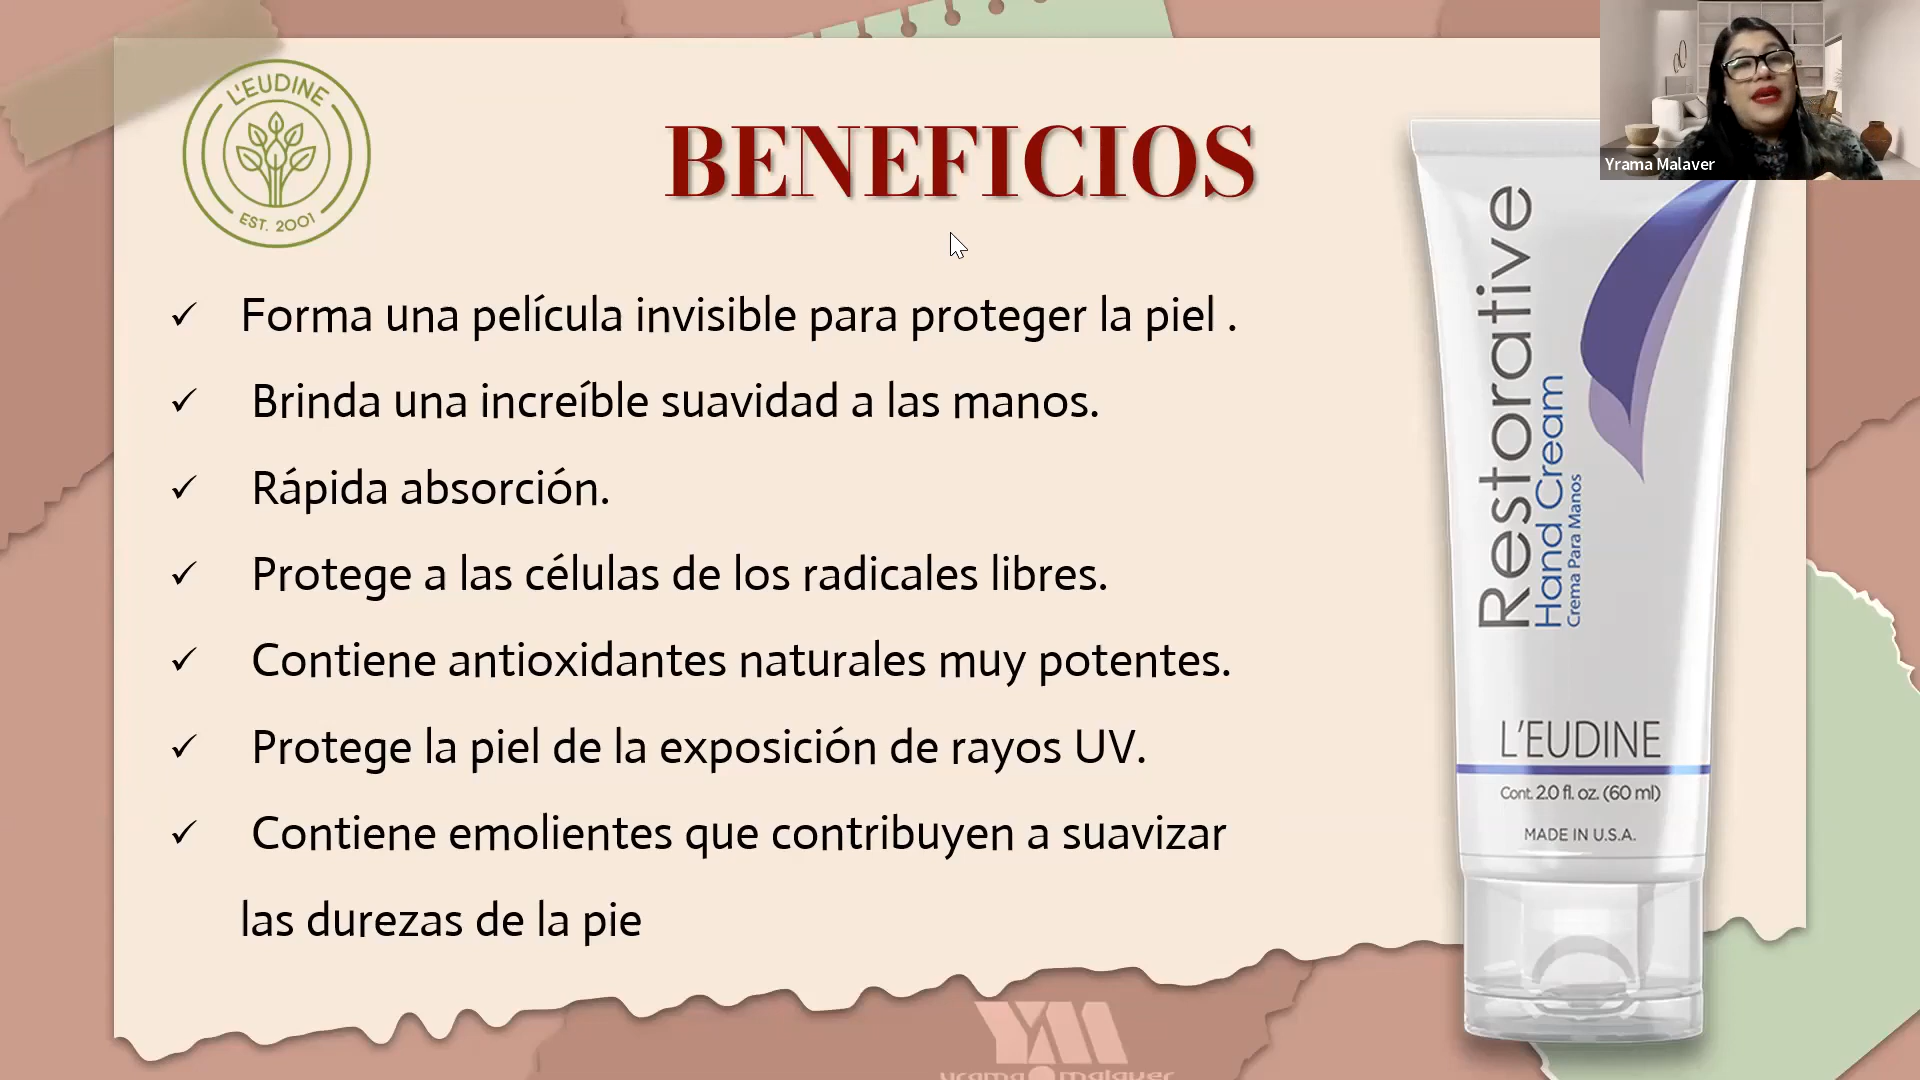 L'EUDINE
EST. 2001
BENEFICIOS
Yrama Malaver
✓ Forma una película invisible para proteger la piel .
✓ Brinda una increíble suavidad a las manos.
✓ Rápida absorción.
✓ Protege a las células de los radicales libres.
✓ Contiene antioxidantes naturales muy potentes.
✓ Protege la piel de la exposición de rayos UV.
✓ Contiene emolientes que contribuyen a suavizar
las durezas de la pie
Restorative
Hand Cream
Crema Para Manos
L'EUDINE
Cont. 2.0 fl. oz. (60 ml)
MADE IN U.S.A.
YM
yrama malaver